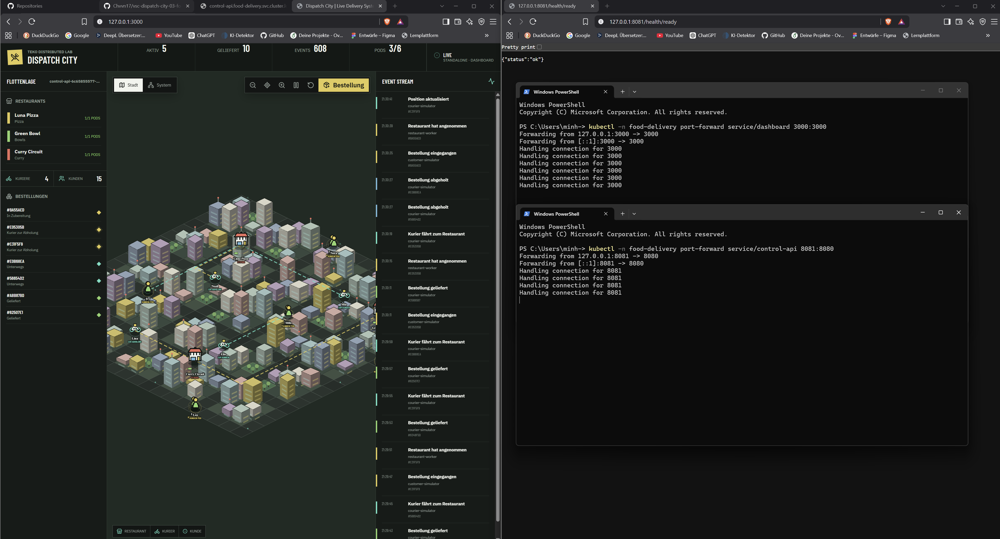 Repositories
Chvvn17/vsc-dispatch-city-03-fo
control-api.food-delivery.svc.cluster.l
Dispatch City | Live Delivery Syst
127.0.0.1:3000
DuckDuckGo
Google
DeepL Übersetzer:...
YouTube
ChatGPT
KI-Detektor
GitHub
Deine Projekte - Ov...
Entwürfe – Figma
Lernplattform
TEKO DISTRIBUTED LAB
DISPATCH CITY
AKTIV 5
GELIEFERT 10
EVENTS 608
PODS 3/6
LIVE
STANDALONE · DASHBOARD
FLOTTENLAGE
control-api-6c65855577-...
RESTAURANTS
Luna Pizza
Pizza
1/1 PODS
Green Bowl
Bowls
1/1 PODS
Curry Circuit
Curry
1/1 PODS
KURIERE 4
KUNDEN 15
BESTELLUNGEN
#BA55AED
In Zubereitung
#E05305B
Kurier zur Abholung
#C31F5F9
Kurier zur Abholung
#E0B68EA
Unterwegs
#56654D2
Unterwegs
#A8B87BD
Geliefert
#62507E1
Geliefert
Stadt
System
Bestellung
Luna Pizza
1/1 PODS
Nora
KUNDEN-POD
Noah
ZUR ABHOLUNG
Ivy
KUNDEN-POD
Mia
ZUM KUNDEN
Milo
KUNDEN-POD
Lina
ZUR ABHOLUNG
Elio
ZUM KUNDEN
Curry Circuit
1/1 PODS
Leo
KUNDEN-POD
RESTAURANT
KURIER
KUNDE
EVENT STREAM
21:30:41
Position aktualisiert
courier-simulator
#C31F5F9
21:30:39
Restaurant hat angenommen
restaurant-worker
#BA55AED
21:30:35
Bestellung eingegangen
customer-simulator
#BA55AED
21:30:27
Bestellung abgeholt
courier-simulator
#E0B68EA
21:30:27
Bestellung abgeholt
courier-simulator
#56654D2
21:30:19
Kurier fährt zum Restaurant
courier-simulator
#E05305B
21:30:15
Restaurant hat angenommen
restaurant-worker
#E05305B
21:30:11
Bestellung geliefert
courier-simulator
#3569597
21:30:11
Bestellung eingegangen
customer-simulator
#E05305B
21:29:59
Kurier fährt zum Restaurant
courier-simulator
#E0B68EA
21:29:57
Bestellung geliefert
courier-simulator
#62507E1
21:29:55
Kurier fährt zum Restaurant
courier-simulator
#C31F5F9
21:29:53
Bestellung geliefert
courier-simulator
#8349F5D
21:29:51
Restaurant hat angenommen
restaurant-worker
#C31F5F9
21:29:47
Bestellung eingegangen
customer-simulator
#C31F5F9
21:29:45
Kurier fährt zum Restaurant
courier-simulator
#56654D2
21:29:43
Bestellung geliefert
courier-simulator
127.0.0.1:8081/health/ready
127.0.0.1:8081/health/ready
DuckDuckGo
Google
DeepL Übersetzer:...
YouTube
ChatGPT
KI-Detektor
GitHub
Deine Projekte - Ov...
Entwürfe – Figma
Lernplattform
Pretty print
{"status":"ok"}
Windows PowerShell
Windows PowerShell
Copyright (C) Microsoft Corporation. All rights reserved.
PS C:\Users\minh-> kubectl -n food-delivery port-forward service/dashboard 3000:3000
Forwarding from 127.0.0.1:3000 -> 3000
Forwarding from [::1]:3000 -> 3000
Handling connection for 3000
Handling connection for 3000
Handling connection for 3000
Handling connection for 3000
Handling connection for 3000
Handling connection for 3000
Windows PowerShell
Windows PowerShell
Copyright (C) Microsoft Corporation. All rights reserved.
PS C:\Users\minh-> kubectl -n food-delivery port-forward service/control-api 8081:8080
Forwarding from 127.0.0.1:8081 -> 8080
Forwarding from [::1]:8081 -> 8080
Handling connection for 8081
Handling connection for 8081
Handling connection for 8081
Handling connection for 8081